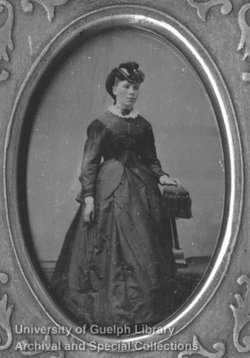 University of Guelph Library
Archival and Special Collections